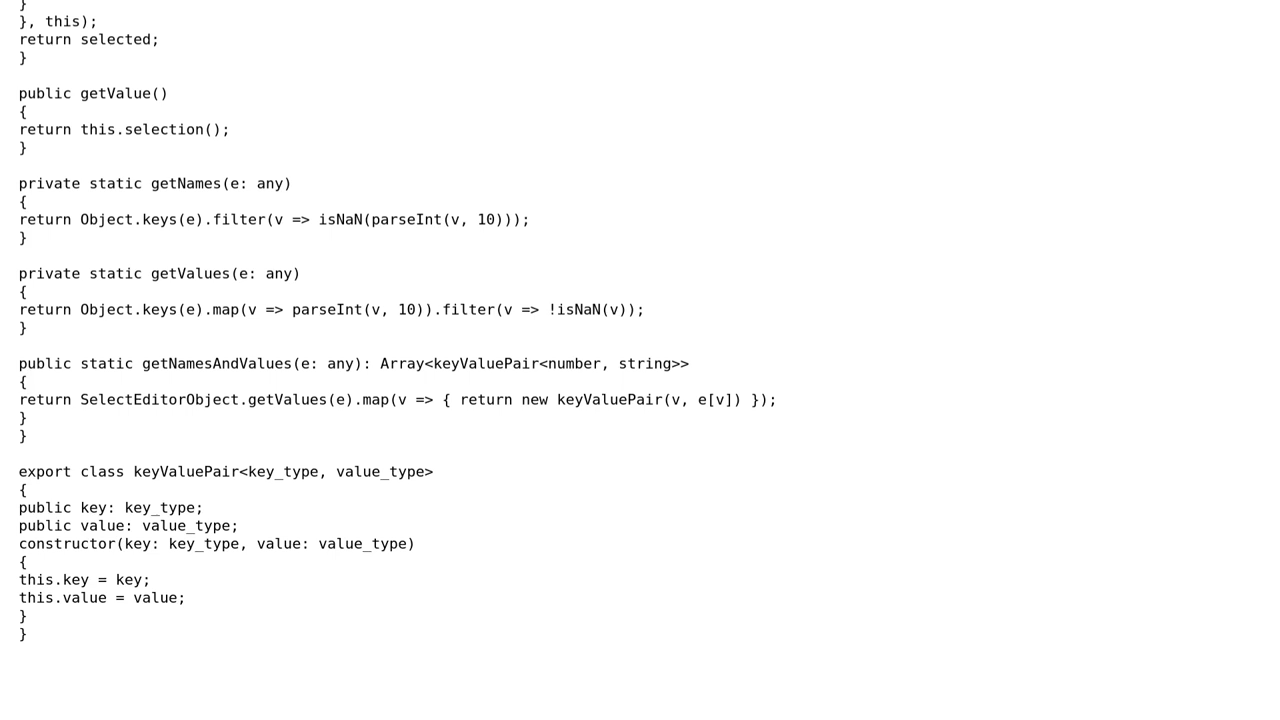 }
}, this);
return selected;
}
public getValue()
{
return this.selection();
}
private static getNames(e: any)
{
return Object.keys(e).filter(v => isNaN(parseInt(v, 10)));
}
private static getValues(e: any)
{
return Object.keys(e).map(v => parseInt(v, 10)).filter(v => !isNaN(v));
}
public static getNamesAndValues(e: any): Array<keyValuePair<number, string>>
{
return SelectEditorObject.getValues(e).map(v => { return new keyValuePair(v, e[v]) });
}
}
export class keyValuePair<key_type, value_type>
{
public key: key_type;
public value: value_type;
constructor(key: key_type, value: value_type)
{
this.key = key;
this.value = value;
}
}